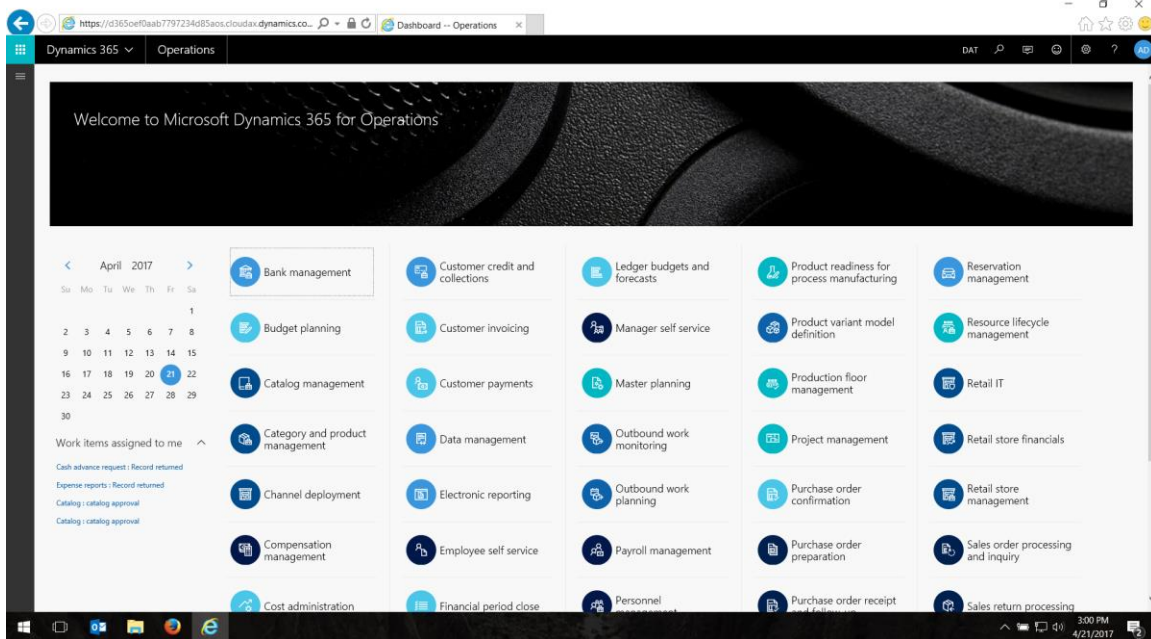 https://d365oef0aab7797234d85aos.cloudax.dynamics.co...
Dashboard -- Operations
Dynamics 365
Operations
DAT
?
AD
Welcome to Microsoft Dynamics 365 for Operations
April 2017
Su Mo Tu We Th Fr Sa
1
2 3 4 5 6 7 8
9 10 11 12 13 14 15
16 17 18 19 20 21 22
23 24 25 26 27 28 29
30
Work items assigned to me
Cash advance request : Record returned
Expense reports : Record returned
Catalog : catalog approval
Catalog : catalog approval
Bank management
Budget planning
Catalog management
Category and product
management
Channel deployment
Compensation
management
Cost administration
Customer credit and
collections
Customer invoicing
Customer payments
Data management
Electronic reporting
Employee self service
Financial period close
Ledger budgets and
forecasts
Manager self service
Master planning
Outbound work
monitoring
Outbound work
planning
Payroll management
Personnel
management
Product readiness for
process manufacturing
Product variant model
definition
Production floor
management
Project management
Purchase order
confirmation
Purchase order
preparation
Purchase order receipt
and follow-up
Reservation
management
Resource lifecycle
management
Retail IT
Retail store financials
Retail store
management
Sales order processing
and inquiry
Sales return processing
3:00 PM
4/21/2017
2